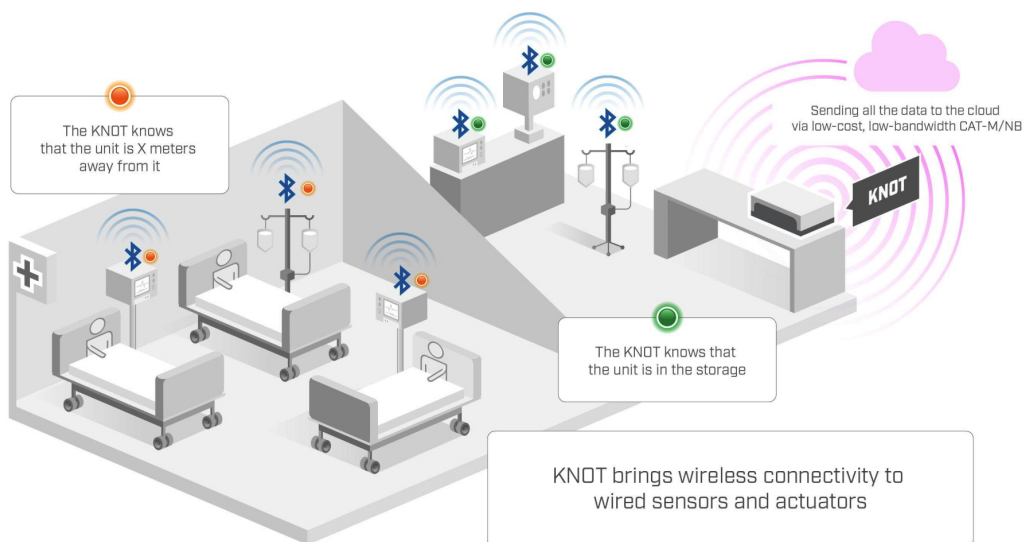 The KNOT knows
that the unit is X meters
away from it
Sending all the data to the cloud
via low-cost, low-bandwidth CAT-M/NB
KNOT
The KNOT knows that
the unit is in the storage
KNOT brings wireless connectivity to
wired sensors and actuators